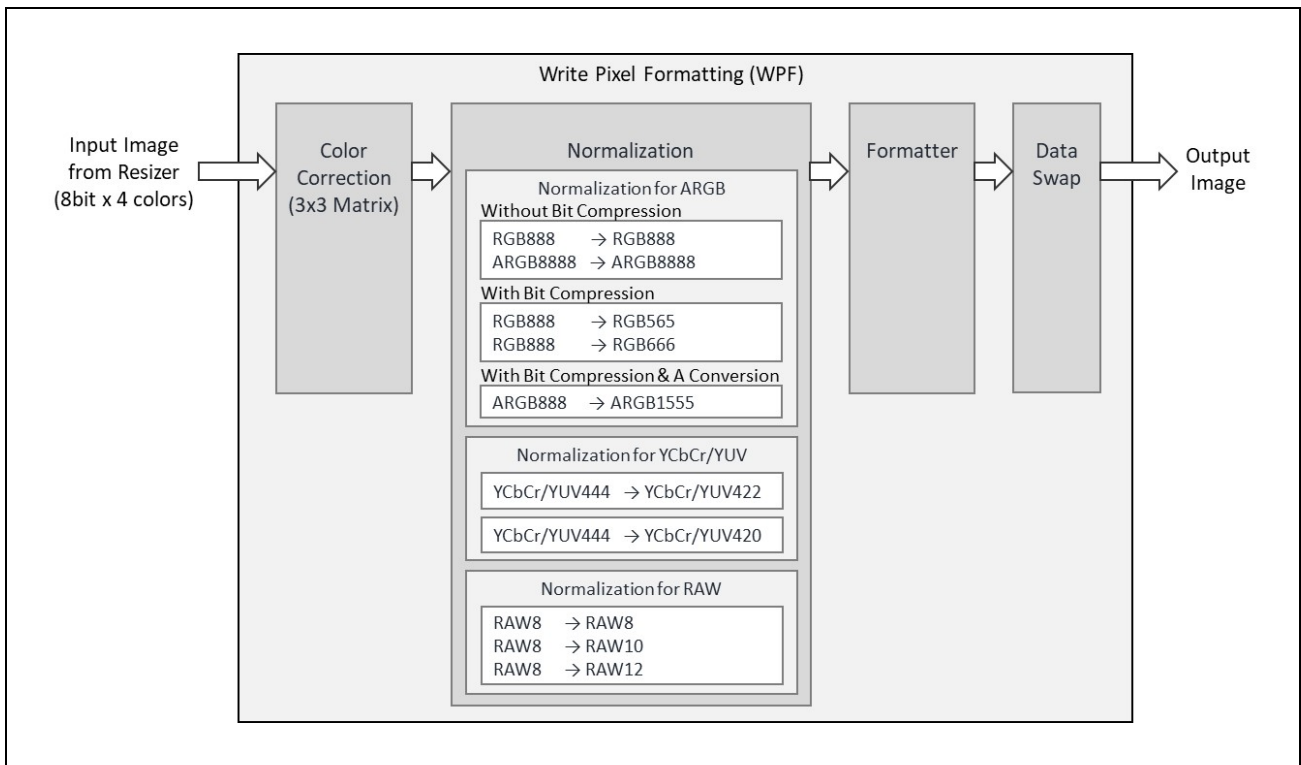 Write Pixel Formatting (WPF)
Input Image
from Resizer
(8bit x 4 colors)
Color
Correction
(3x3 Matrix)
Normalization
Normalization for ARGB
Without Bit Compression
RGB888 → RGB888
ARGB8888 → ARGB8888
With Bit Compression
RGB888 → RGB565
RGB888 → RGB666
With Bit Compression & A Conversion
ARGB888 → ARGB1555
Normalization for YCbCr/YUV
YCbCr/YUV444 → YCbCr/YUV422
YCbCr/YUV444 → YCbCr/YUV420
Normalization for RAW
RAW8 → RAW8
RAW8 → RAW10
RAW8 → RAW12
Formatter
Data
Swap
Output
Image